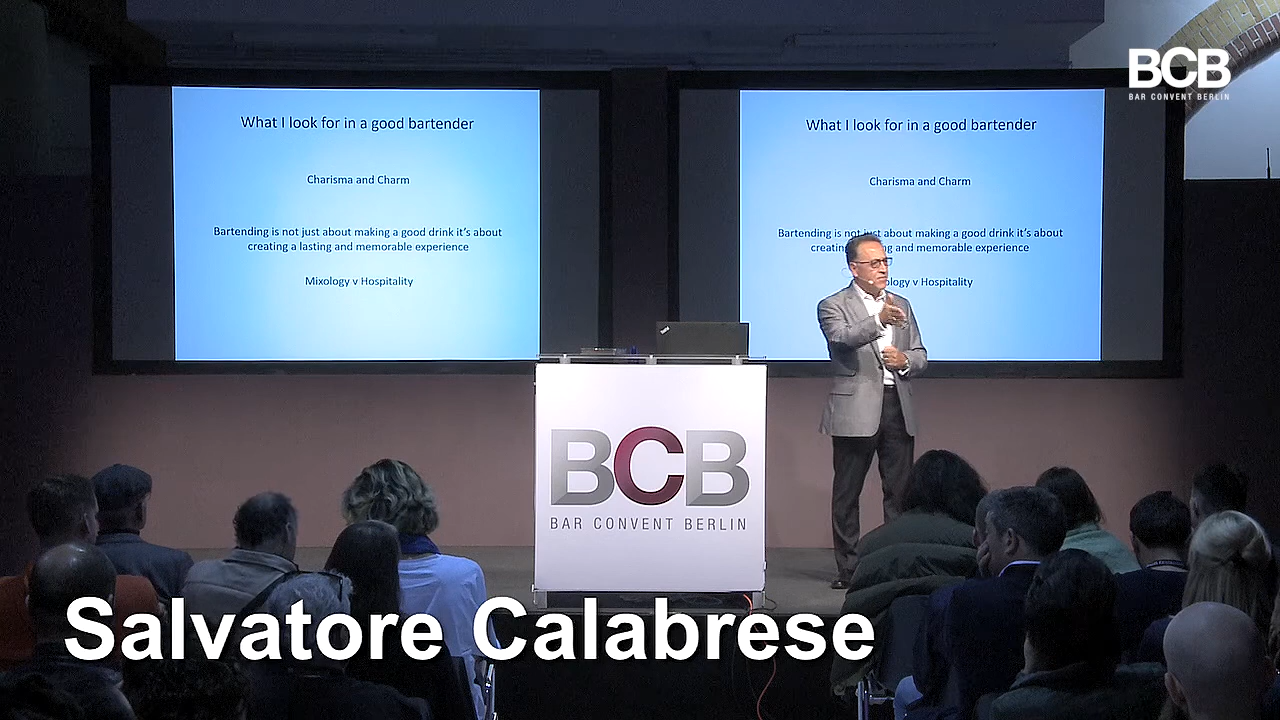 BCB
BAR CONVENT BERLIN
What I look for in a good bartender
Charisma and Charm
Bartending is not just about making a good drink it's about
creating a lasting and memorable experience
Mixology v Hospitality
What I look for in a good bartender
Charisma and Charm
Bartending is not just about making a good drink it's about
creatin g and memorable experience
ology v Hospitality
BCB
BAR CONVENT BERLIN
Salvatore Calabrese